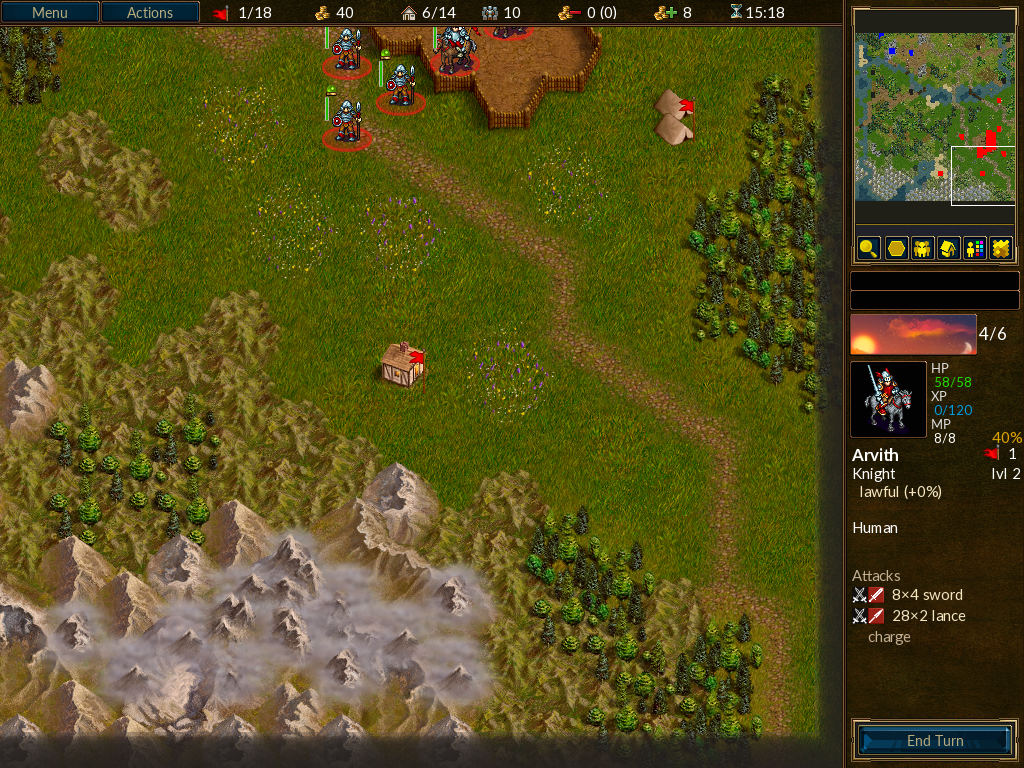 Menu Actions 1/18 40 6/14 10 0 (0) 8 15:18
4/6
HP
58/58
XP
0/120
MP
8/8 40%
Arvith 1
Knight lvl 2
lawful (+0%)
Human
Attacks
8×4 sword
28×2 lance
charge
End Turn